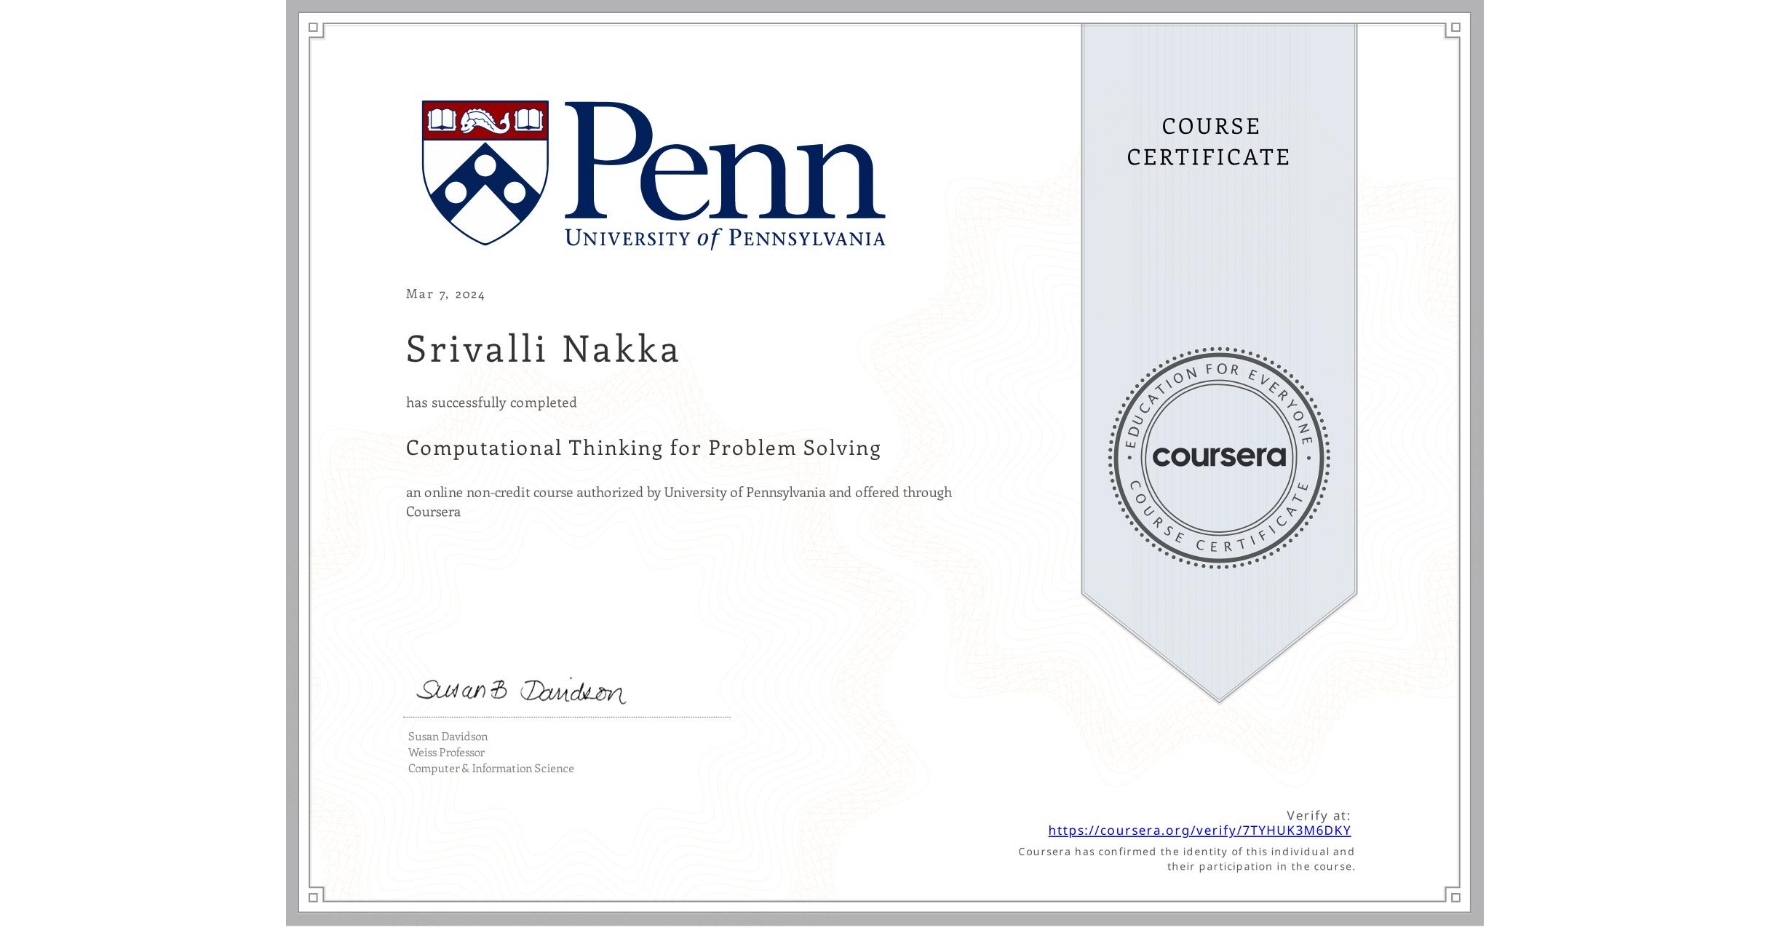 Penn
UNIVERSITY of PENNSYLVANIA
COURSE
CERTIFICATE
Mar 7, 2024
Srivalli Nakka
has successfully completed
Computational Thinking for Problem Solving
an online non-credit course authorized by University of Pennsylvania and offered through
Coursera
EDUCATION FOR EVERYONE
coursera
COURSE CERTIFICATE
Susan B Davidson
Susan Davidson
Weiss Professor
Computer & Information Science
Verify at:
https://coursera.org/verify/7TYHUK3M6DKY
Coursera has confirmed the identity of this individual and
their participation in the course.